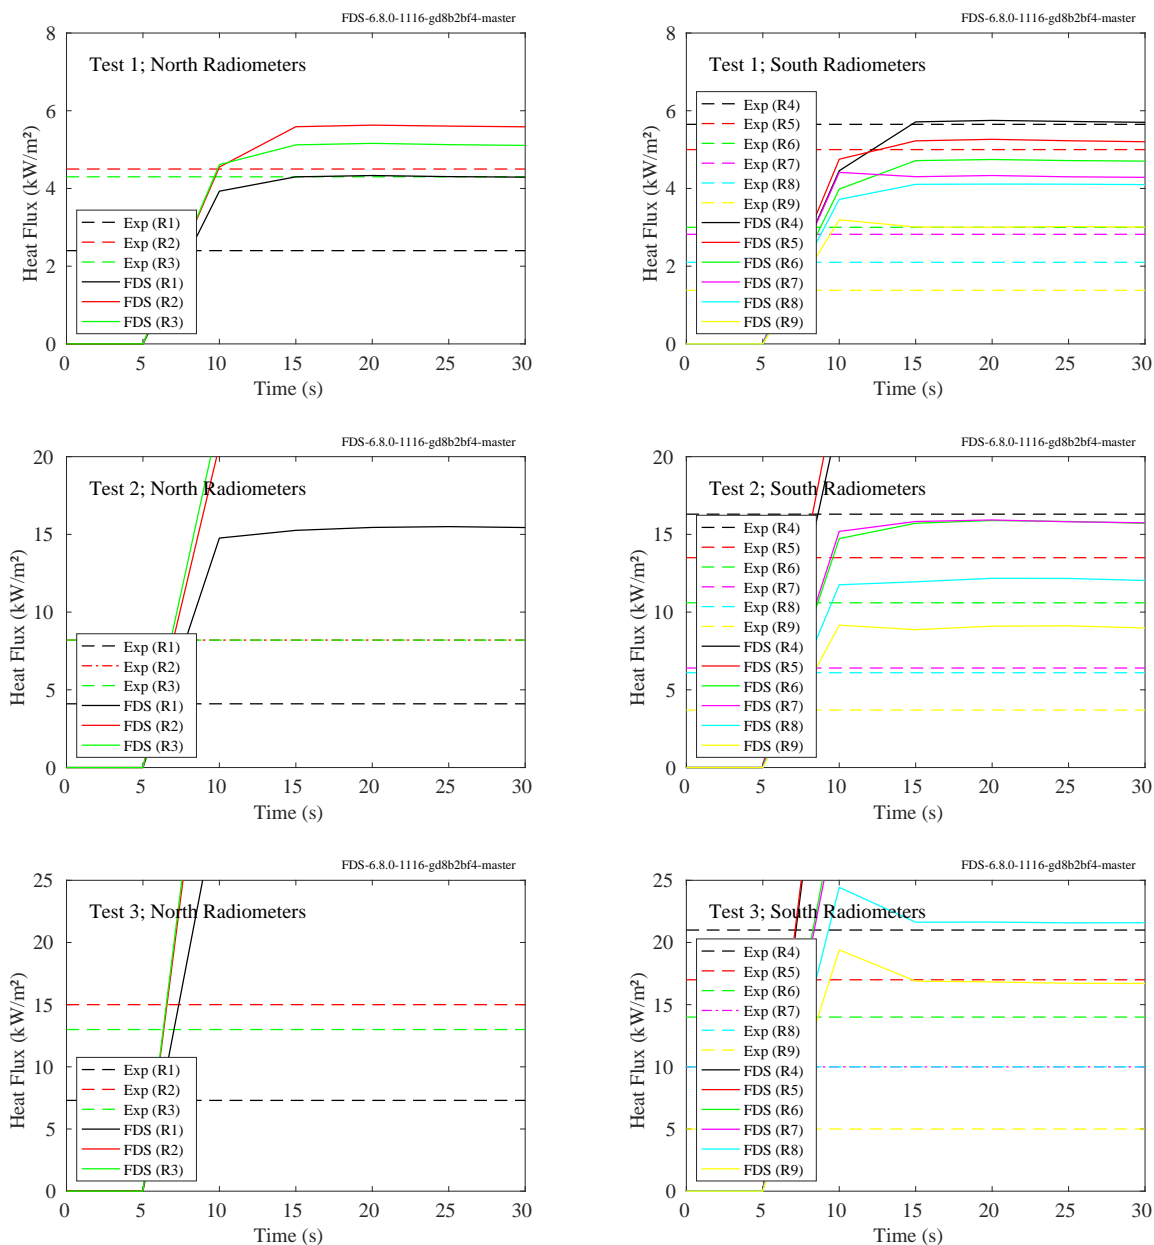 FDS-6.8.0-1116-gd8b2bf4-master
Test 1; North Radiometers
Heat Flux (kW/m²)
8
6
4
2
0
Exp (R1)
Exp (R2)
Exp (R3)
FDS (R1)
FDS (R2)
FDS (R3)
0 5 10 15 20 25 30
Time (s)
FDS-6.8.0-1116-gd8b2bf4-master
Test 1; South Radiometers
Heat Flux (kW/m²)
8
6
4
2
0
Exp (R4)
Exp (R5)
Exp (R6)
Exp (R7)
Exp (R8)
Exp (R9)
FDS (R4)
FDS (R5)
FDS (R6)
FDS (R7)
FDS (R8)
FDS (R9)
0 5 10 15 20 25 30
Time (s)
FDS-6.8.0-1116-gd8b2bf4-master
Test 2; North Radiometers
Heat Flux (kW/m²)
20
15
10
5
0
Exp (R1)
Exp (R2)
Exp (R3)
FDS (R1)
FDS (R2)
FDS (R3)
0 5 10 15 20 25 30
Time (s)
FDS-6.8.0-1116-gd8b2bf4-master
Test 2; South Radiometers
Heat Flux (kW/m²)
20
15
10
5
0
Exp (R4)
Exp (R5)
Exp (R6)
Exp (R7)
Exp (R8)
Exp (R9)
FDS (R4)
FDS (R5)
FDS (R6)
FDS (R7)
FDS (R8)
FDS (R9)
0 5 10 15 20 25 30
Time (s)
FDS-6.8.0-1116-gd8b2bf4-master
Test 3; North Radiometers
Heat Flux (kW/m²)
25
20
15
10
5
0
Exp (R1)
Exp (R2)
Exp (R3)
FDS (R1)
FDS (R2)
FDS (R3)
0 5 10 15 20 25 30
Time (s)
FDS-6.8.0-1116-gd8b2bf4-master
Test 3; South Radiometers
Heat Flux (kW/m²)
25
20
15
10
5
0
Exp (R4)
Exp (R5)
Exp (R6)
Exp (R7)
Exp (R8)
Exp (R9)
FDS (R4)
FDS (R5)
FDS (R6)
FDS (R7)
FDS (R8)
FDS (R9)
0 5 10 15 20 25 30
Time (s)